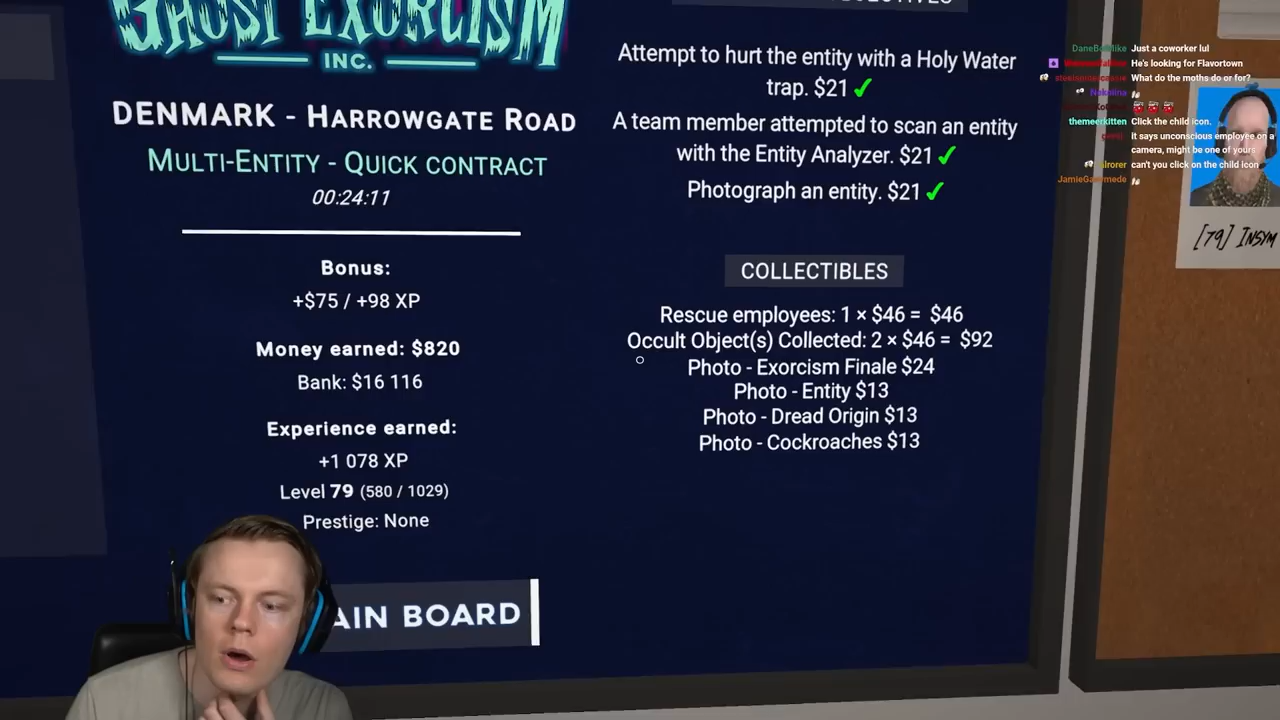 GHOST EXORCISM
INC.
DENMARK - HARROWGATE ROAD
MULTI-ENTITY - QUICK CONTRACT
00:24:11
Bonus:
+$75 / +98 XP
Money earned: $820
Bank: $16 116
Experience earned:
+1 078 XP
Level 79 (580 / 1029)
Prestige: None
AIN BOARD
Attempt to hurt the entity with a Holy Water
trap. $21 ✓
A team member attempted to scan an entity
with the Entity Analyzer. $21 ✓
Photograph an entity. $21 ✓
COLLECTIBLES
Rescue employees: 1 × $46 = $46
Occult Object(s) Collected: 2 × $46 = $92
Photo - Exorcism Finale $24
Photo - Entity $13
Photo - Dread Origin $13
Photo - Cockroaches $13
Just a coworker lul
He's looking for Flavortown
What do the moths do or for?
themeerkitten Click the child icon.
It says unconscious employee on a
camera, might be one of yours
can't you click on the child icon
[79] INSYM